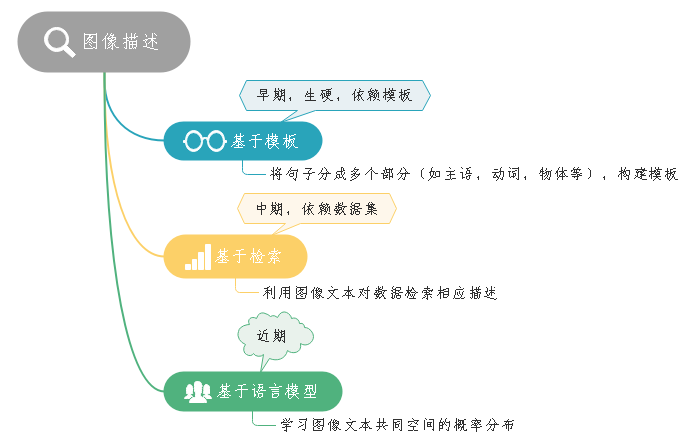 图像描述
早期，生硬，依赖模板
基于模板
将句子分成多个部分（如主语，动词，物体等），构建模板
中期，依赖数据集
基于检索
利用图像文本对数据检索相应描述
近期
基于语言模型
学习图像文本共同空间的概率分布